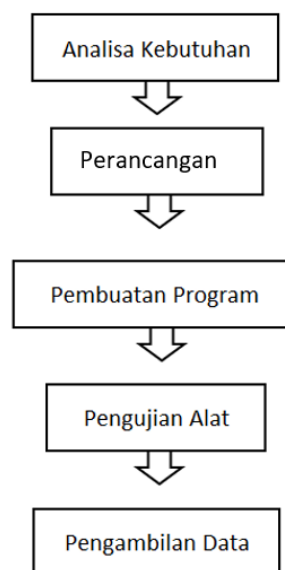 Analisa Kebutuhan
Perancangan
Pembuatan Program
Pengujian Alat
Pengambilan Data